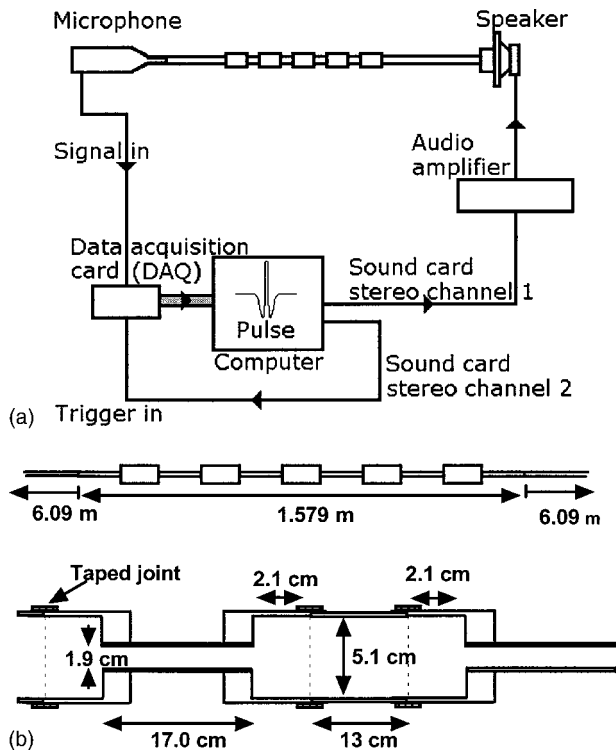 Microphone
Speaker
Signal in
Audio
amplifier
Data acquisition
card (DAQ)
Sound card
stereo channel 1
Pulse
Computer
Sound card
stereo channel 2
(a)
Trigger in
6.09 m
1.579 m
6.09 m
Taped joint
2.1 cm
2.1 cm
1.9 cm
5.1 cm
(b)
17.0 cm
13 cm